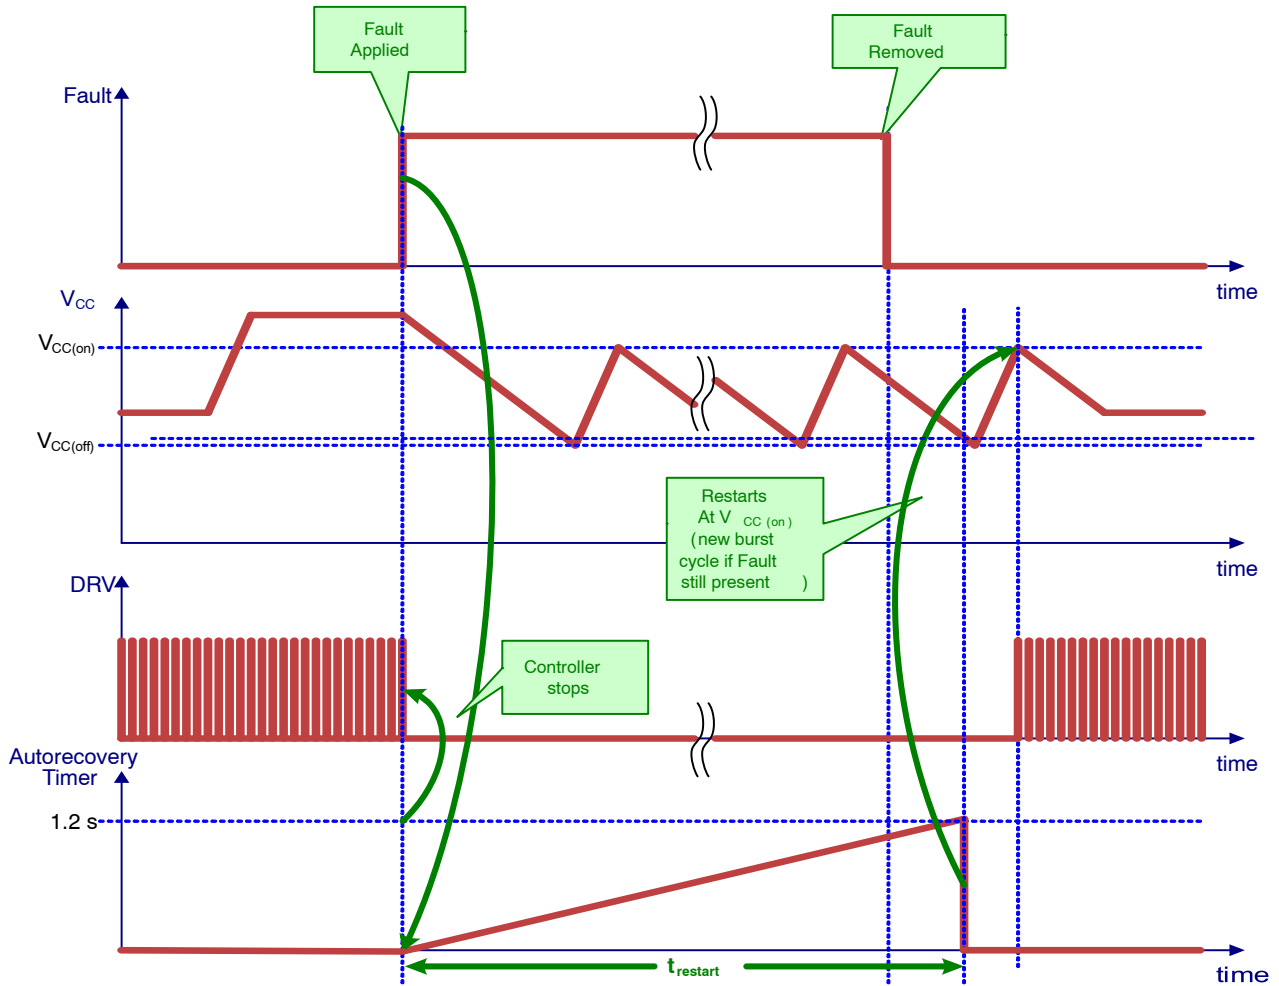 Fault
Applied
Fault
Removed
Fault
time
VCC
VCC(on)
VCC(off)
Restarts
At V CC (on)
(new burst
cycle if Fault
still present )
time
DRV
Controller
stops
time
Autorecovery
Timer
1.2 s
trestart
time